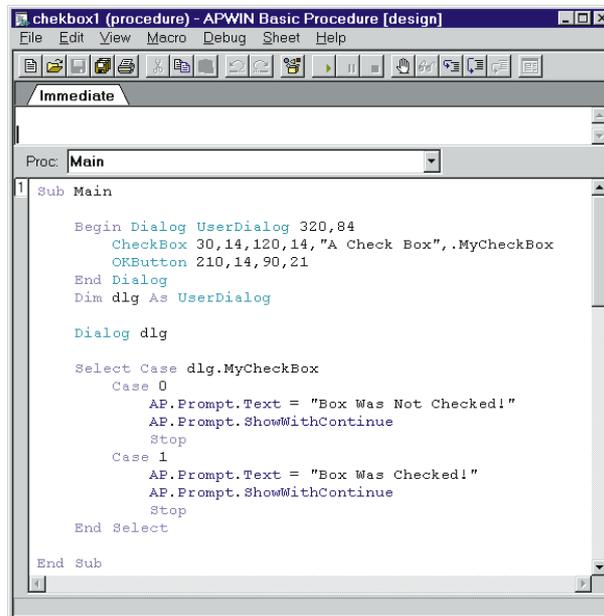 chekbox1 (procedure) - APWIN Basic Procedure [design]
File Edit View Macro Debug Sheet Help
Immediate
Proc: Main
1
Sub Main
Begin Dialog UserDialog 320,84
CheckBox 30,14,120,14,"A Check Box",.MyCheckBox
OKButton 210,14,90,21
End Dialog
Dim dlg As UserDialog
Dialog dlg
Select Case dlg.MyCheckBox
Case 0
AP.Prompt.Text = "Box Was Not Checked!"
AP.Prompt.ShowWithContinue
Stop
Case 1
AP.Prompt.Text = "Box Was Checked!"
AP.Prompt.ShowWithContinue
Stop
End Select
End Sub